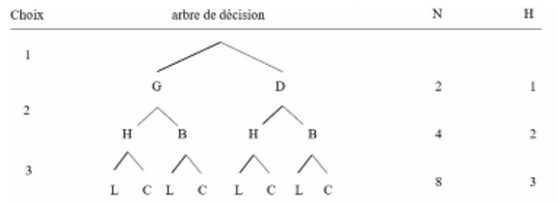 Choix arbre de décision N H
1
G D 2 1
2
H B H B 4 2
3
L C L C L C L C 8 3